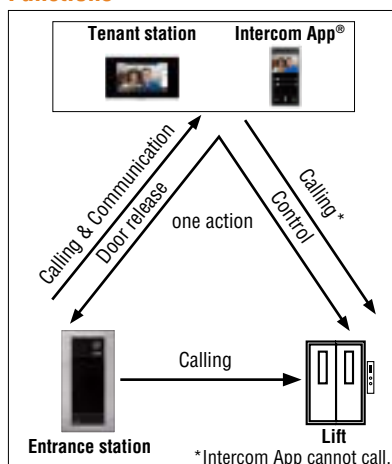 Functions
Tenant station Intercom App®
Calling & Communication
Door release
one action
Control
Calling *
Calling
Entrance station
Lift
*Intercom App cannot call.